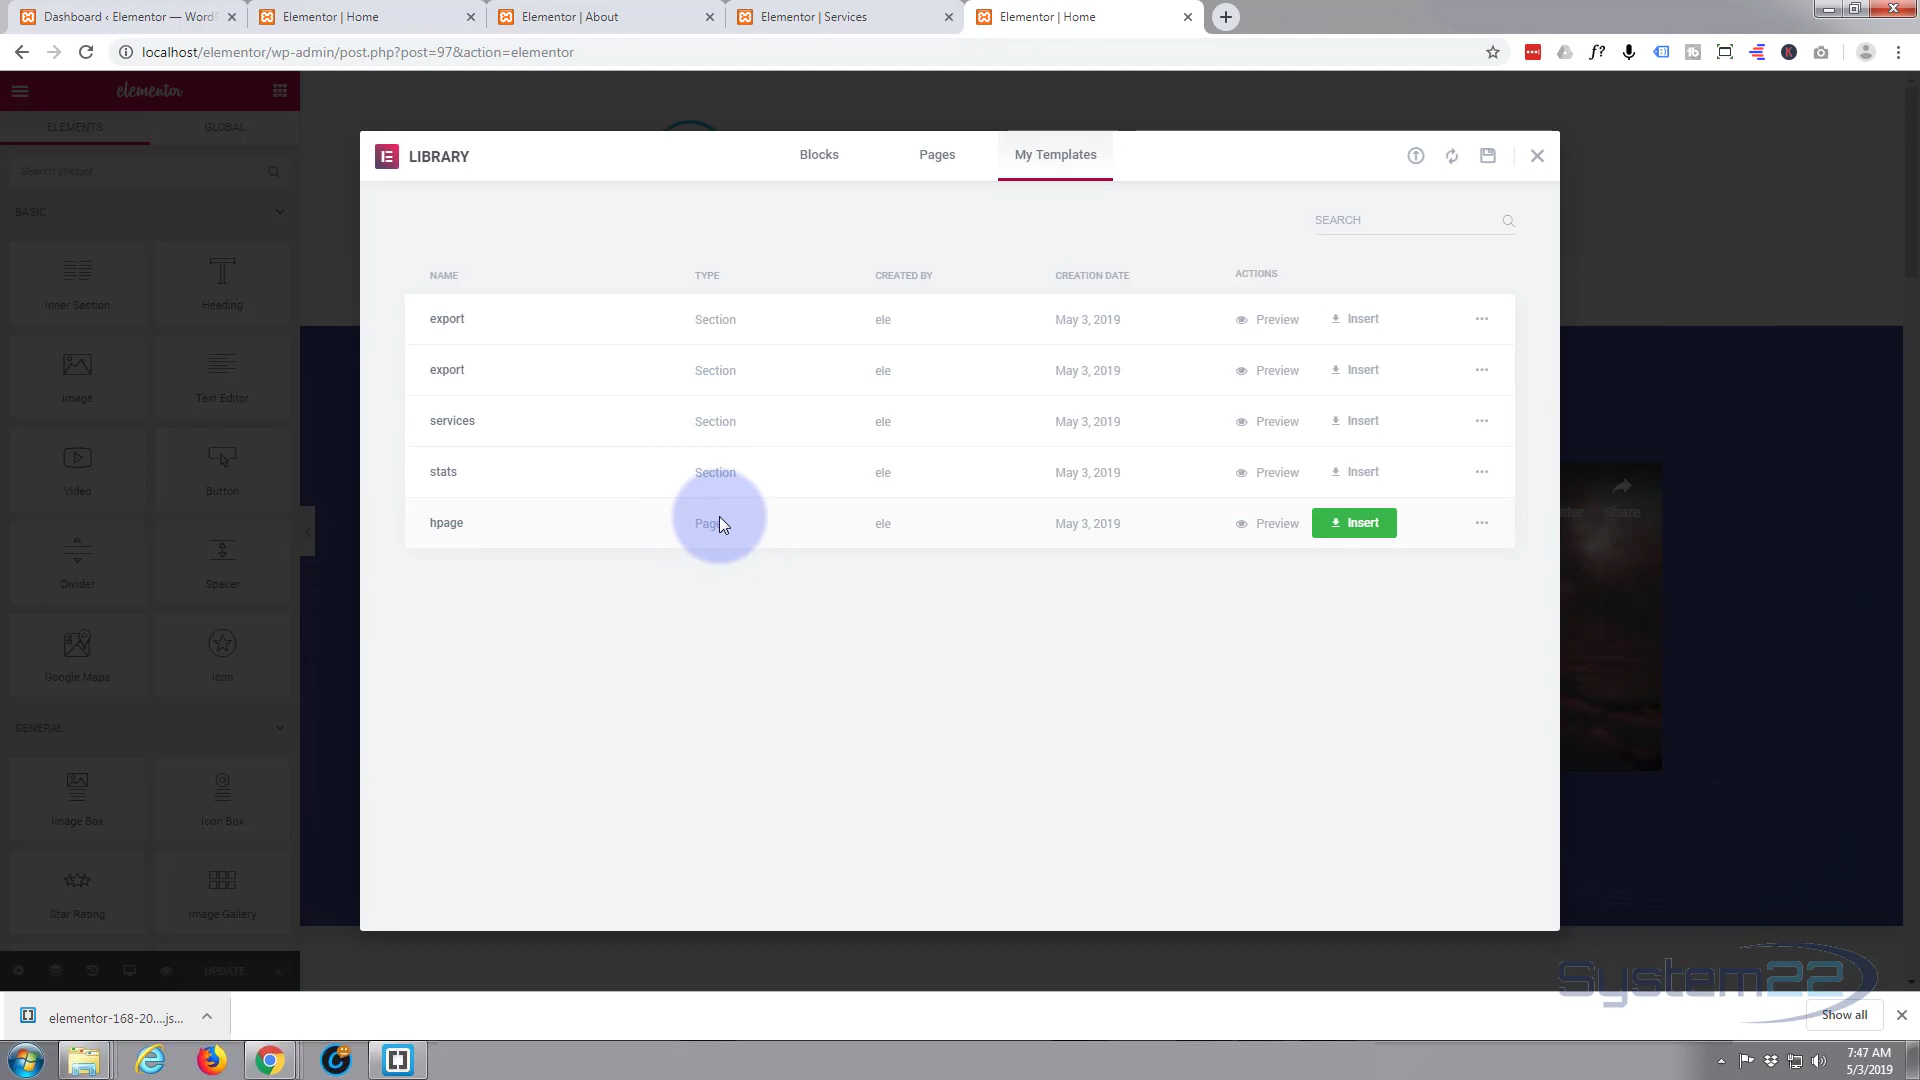 Dashboard ‹ Elementor — WordP
Elementor | Home
Elementor | About
Elementor | Services
Elementor | Home
localhost/elementor/wp-admin/post.php?post=97&action=elementor
f?
elementor
ELEMENTS
GLOBAL
Search Widget
BASIC
Inner Section
Heading
Image
Text Editor
Video
Button
Divider
Spacer
Google Maps
Icon
GENERAL
Image Box
Icon Box
Star Rating
Image Gallery
UPDATE
LIBRARY
Blocks
Pages
My Templates
SEARCH
NAME TYPE CREATED BY CREATION DATE ACTIONS
export Section ele May 3, 2019 Preview Insert
export Section ele May 3, 2019 Preview Insert
services Section ele May 3, 2019 Preview Insert
stats Section ele May 3, 2019 Preview Insert
hpage Page ele May 3, 2019 Preview Insert
Share
System22
elementor-168-20....js...
Show all
7:47 AM
5/3/2019